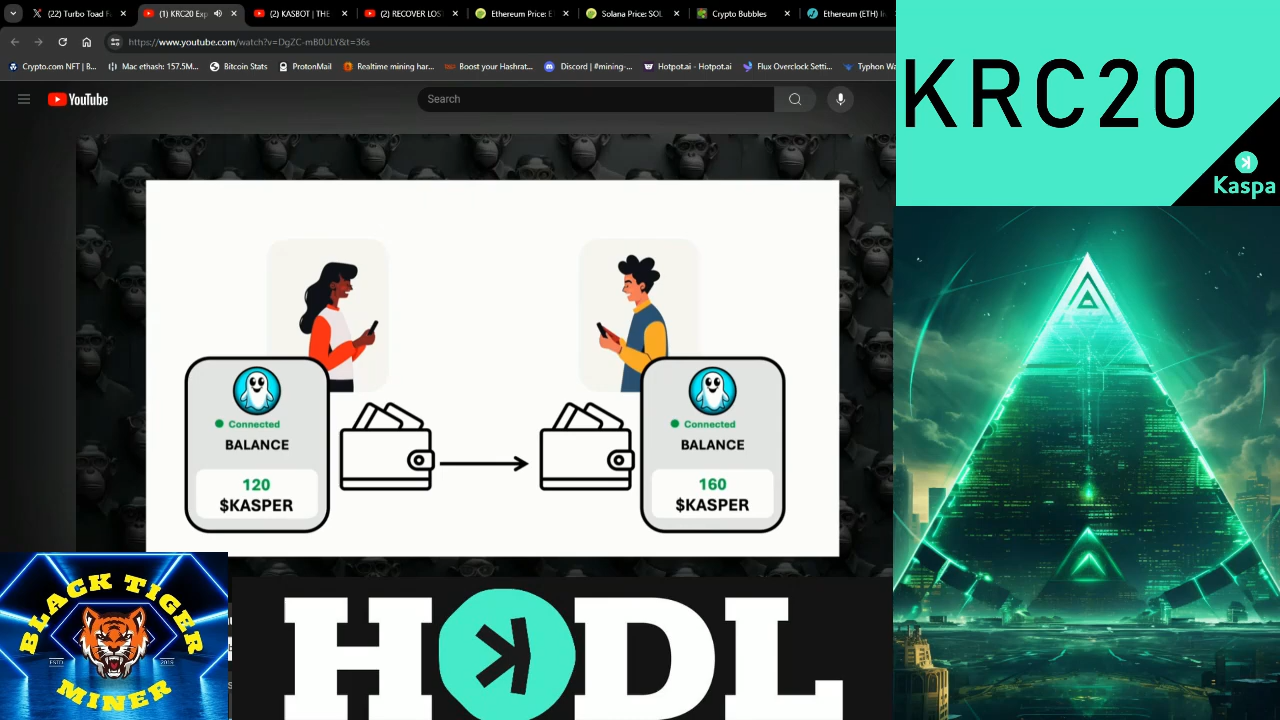 (22) Turbo Toad F
(1) KRC20 Exp
(2) KASBOT | THE
(2) RECOVER LOS
Ethereum Price: E
Solana Price: SOL
Crypto Bubbles
Ethereum (ETH) I
https://www.youtube.com/watch?v=DgZC-mB0ULY&t=36s
Crypto.com NFT | B...
Mac ethash: 157.5M...
Bitcoin Stats
ProtonMail
Realtime mining har...
Boost your Hashrat...
Discord | #mining-...
Hotpot.ai - Hotpot.ai
Flux Overclock Setti...
Typhon Wa
YouTube
Search
KRC20
Kaspa
Connected
BALANCE
120
$KASPER
Connected
BALANCE
160
$KASPER
BLACK TIGER
ESTD
2018
MINER
HODL